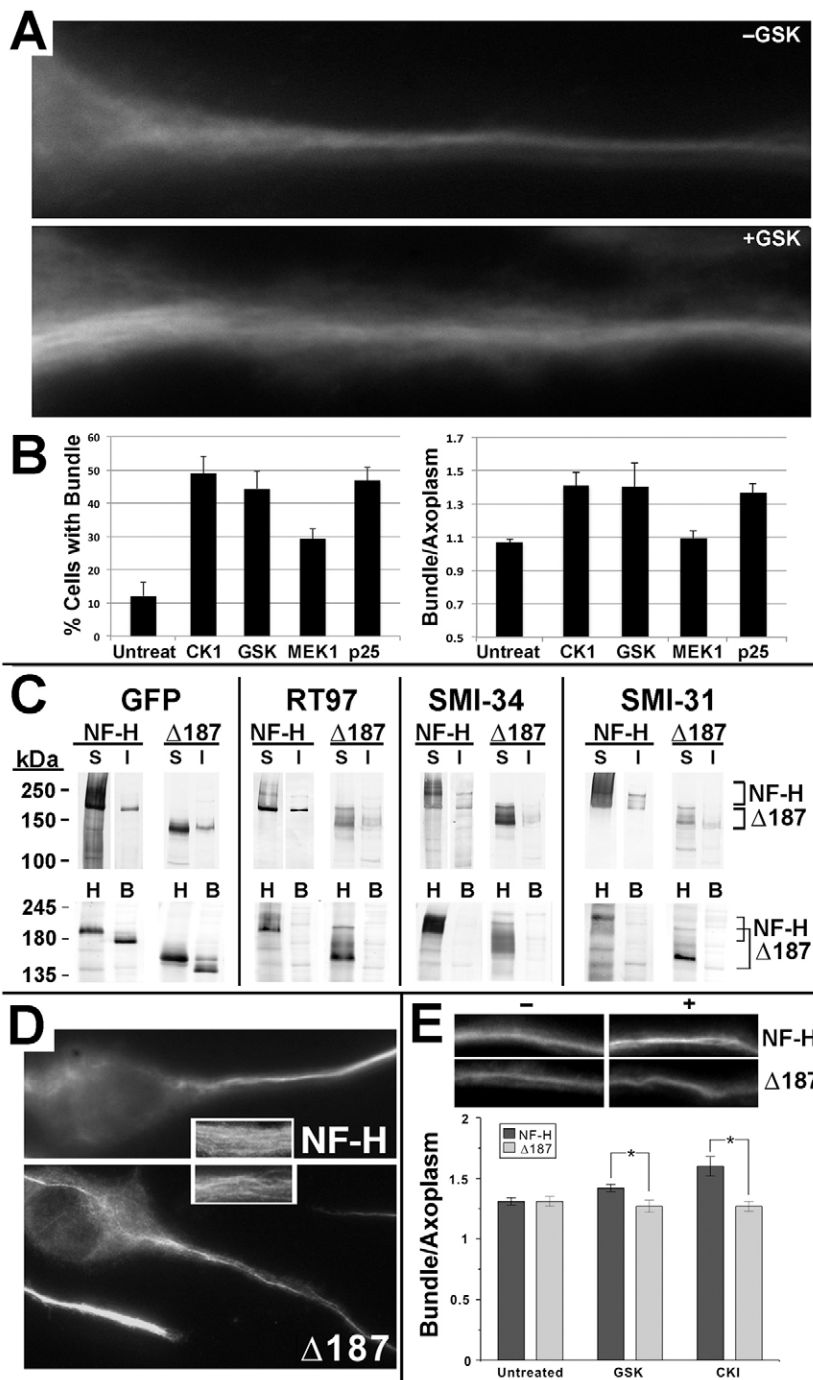 A
–GSK
+GSK
B
% Cells with Bundle
60
50
40
30
20
10
0
Untreat CK1 GSK MEK1 p25
Bundle/Axoplasm
1.7
1.5
1.3
1.1
0.9
0.7
0.5
Untreat CK1 GSK MEK1 p25
C
GFP RT97 SMI-34 SMI-31
NF-H Δ187 NF-H Δ187 NF-H Δ187 NF-H Δ187
kDa S I S I S I S I S I S I S I S I
250 -
150 -
100 -
NF-H
Δ187
H B H B H B H B H B H B H B H B
245 -
180 -
135 -
NF-H
Δ187
D
NF-H
Δ187
E
– +
NF-H
Δ187
Bundle/Axoplasm
2
1.5
1
0.5
0
NF-H
Δ187
* *
Untreated GSK CKI